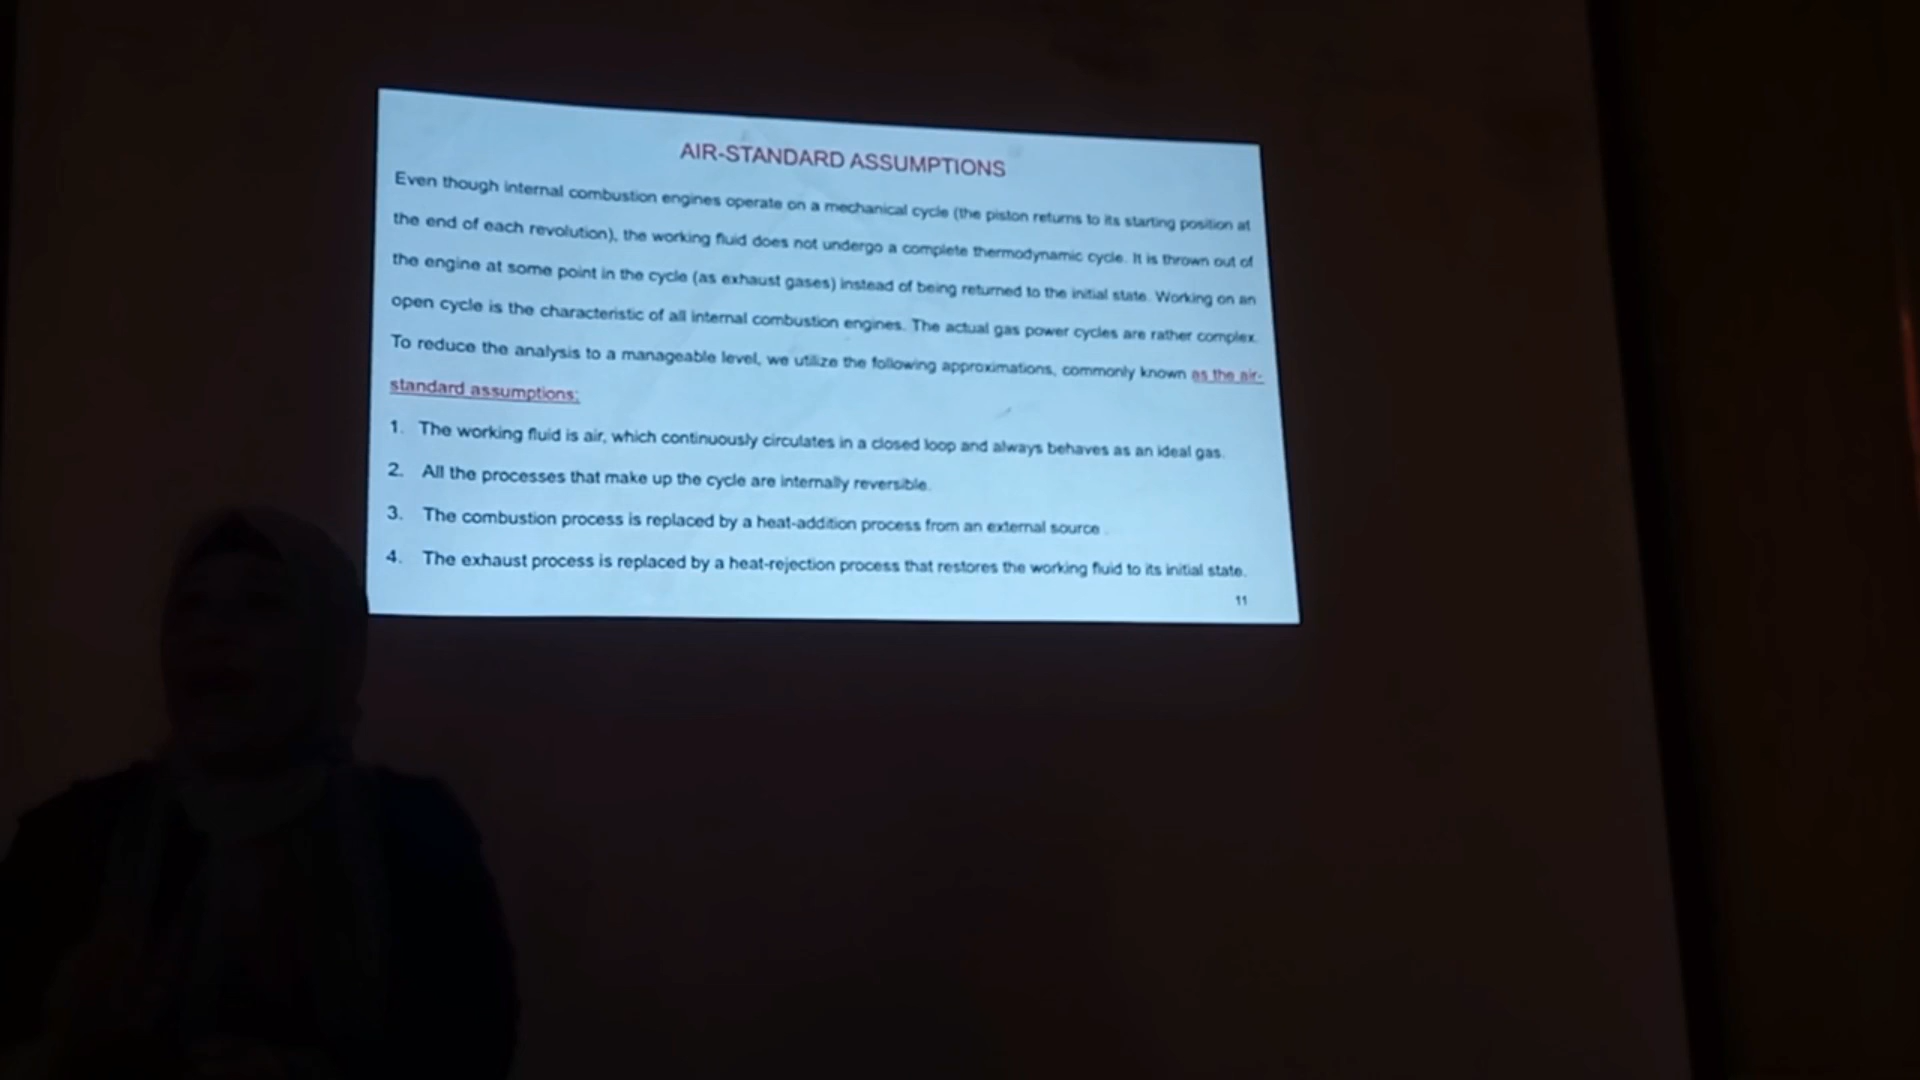 AIR-STANDARD ASSUMPTIONS
Even though internal combustion engines operate on a mechanical cycle (the piston returns to its starting position at
the end of each revolution), the working fluid does not undergo a complete thermodynamic cycle. It is thrown out of
the engine at some point in the cycle (as exhaust gases) instead of being returned to the initial state. Working on an
open cycle is the characteristic of all internal combustion engines. The actual gas power cycles are rather complex.
To reduce the analysis to a manageable level, we utilize the following approximations, commonly known as the air-
standard assumptions;
1. The working fluid is air, which continuously circulates in a closed loop and always behaves as an ideal gas.
2. All the processes that make up the cycle are internally reversible.
3. The combustion process is replaced by a heat-addition process from an external source .
4. The exhaust process is replaced by a heat-rejection process that restores the working fluid to its initial state.
11